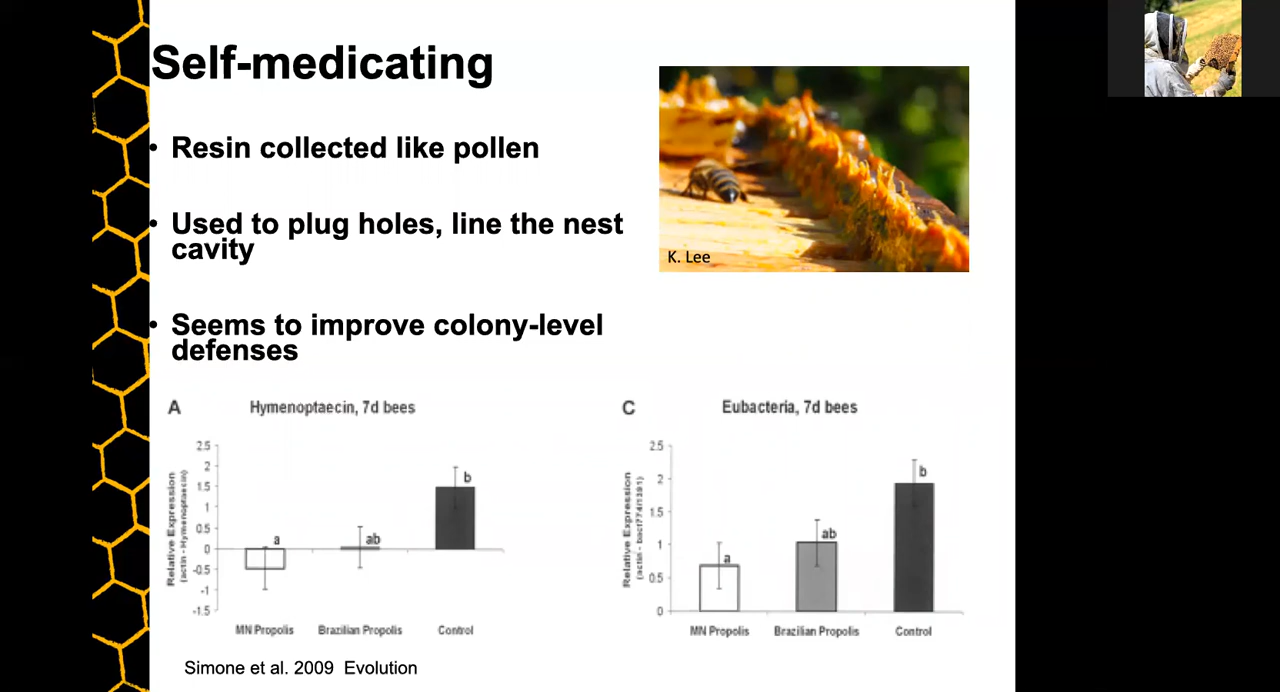 Self-medicating
• Resin collected like pollen
• Used to plug holes, line the nest
cavity
• Seems to improve colony-level
defenses
K. Lee
A
Hymenoptaecin, 7d bees
Relative Expression
(actin - Hymenoptaecin)
2.5
2
1.5
1
0.5
0
-0.5
-1
-1.5
a
ab
b
MN Propolis
Brazilian Propolis
Control
C
Eubacteria, 7d bees
Relative Expression
2.5
2
1.5
1
0.5
0
a
ab
b
MN Propolis
Brazilian Propolis
Control
Simone et al. 2009 Evolution